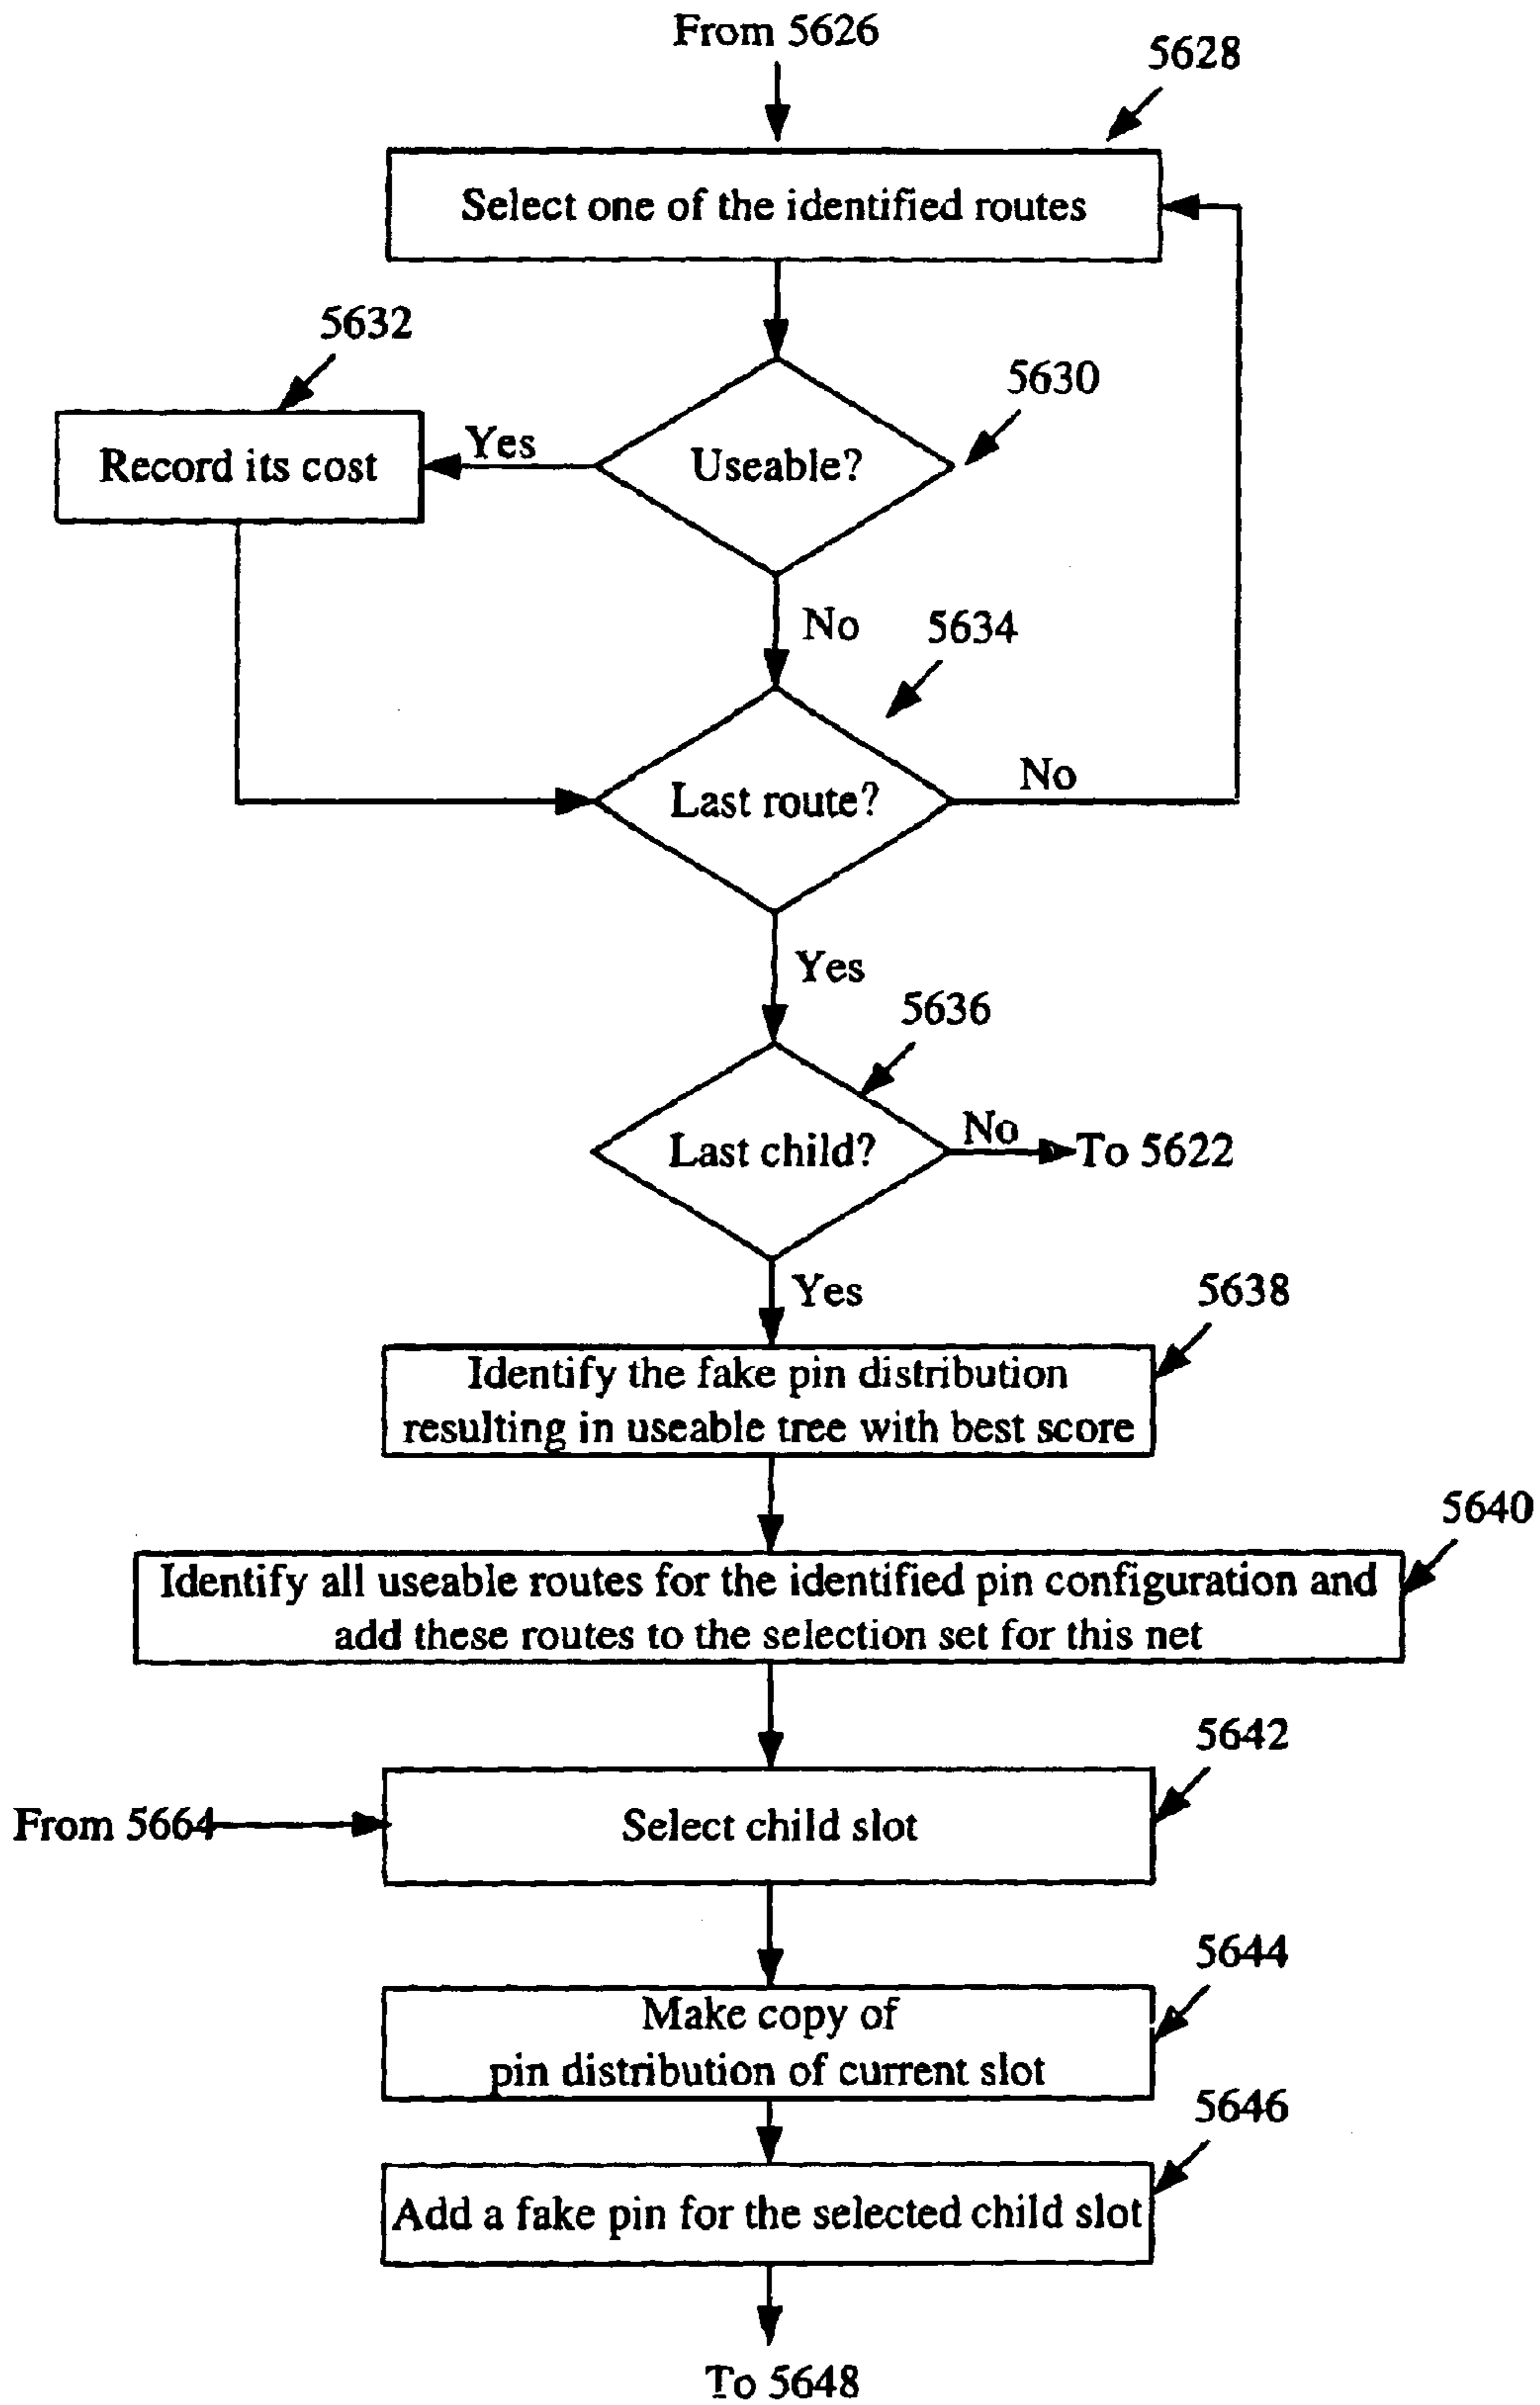 From 5626
5628
Select one of the identified routes
5632
5630
Record its cost
Yes
Useable?
No
5634
Last route?
No
Yes
5636
Last child?
No
To 5622
Yes
5638
Identify the fake pin distribution
resulting in useable tree with best score
5640
Identify all useable routes for the identified pin configuration and
add these routes to the selection set for this net
5642
From 5664
Select child slot
5644
Make copy of
pin distribution of current slot
5646
Add a fake pin for the selected child slot
To 5648